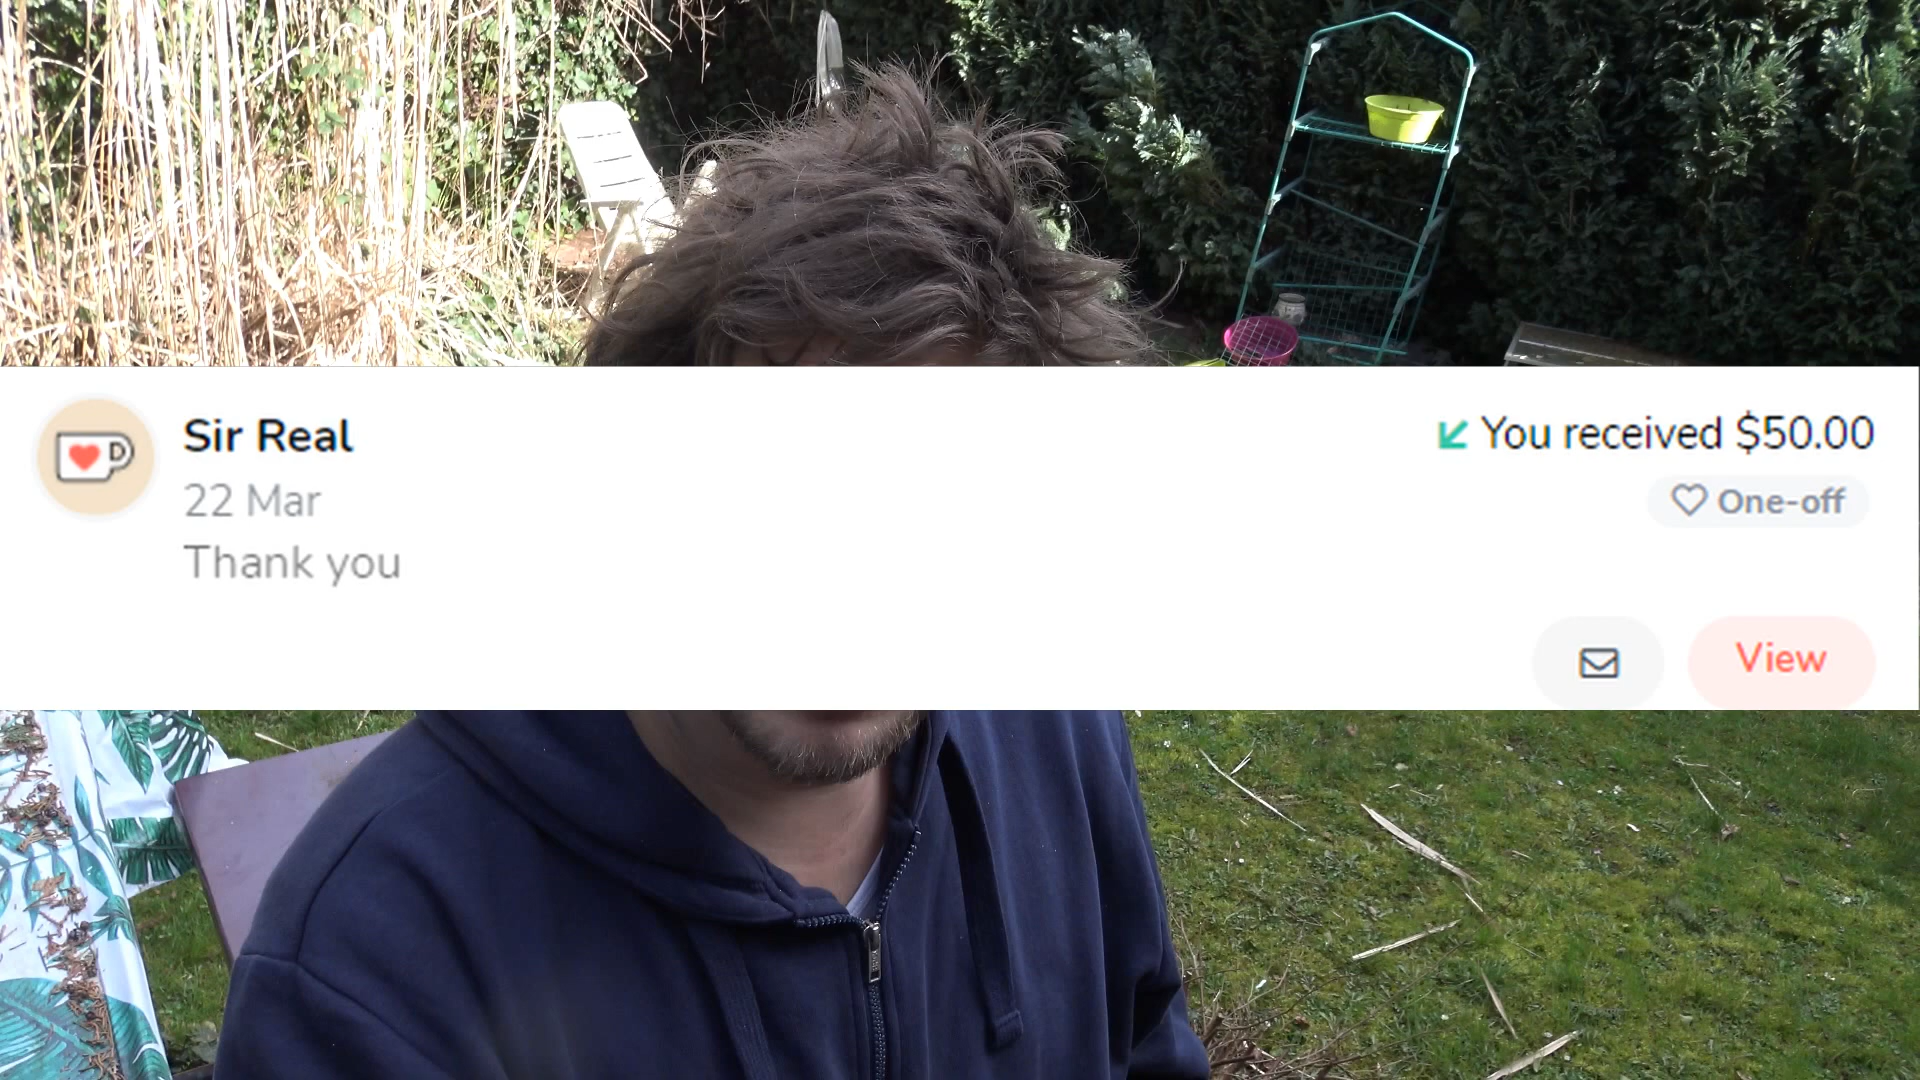 Sir Real
22 Mar
Thank you
You received $50.00
One-off
View